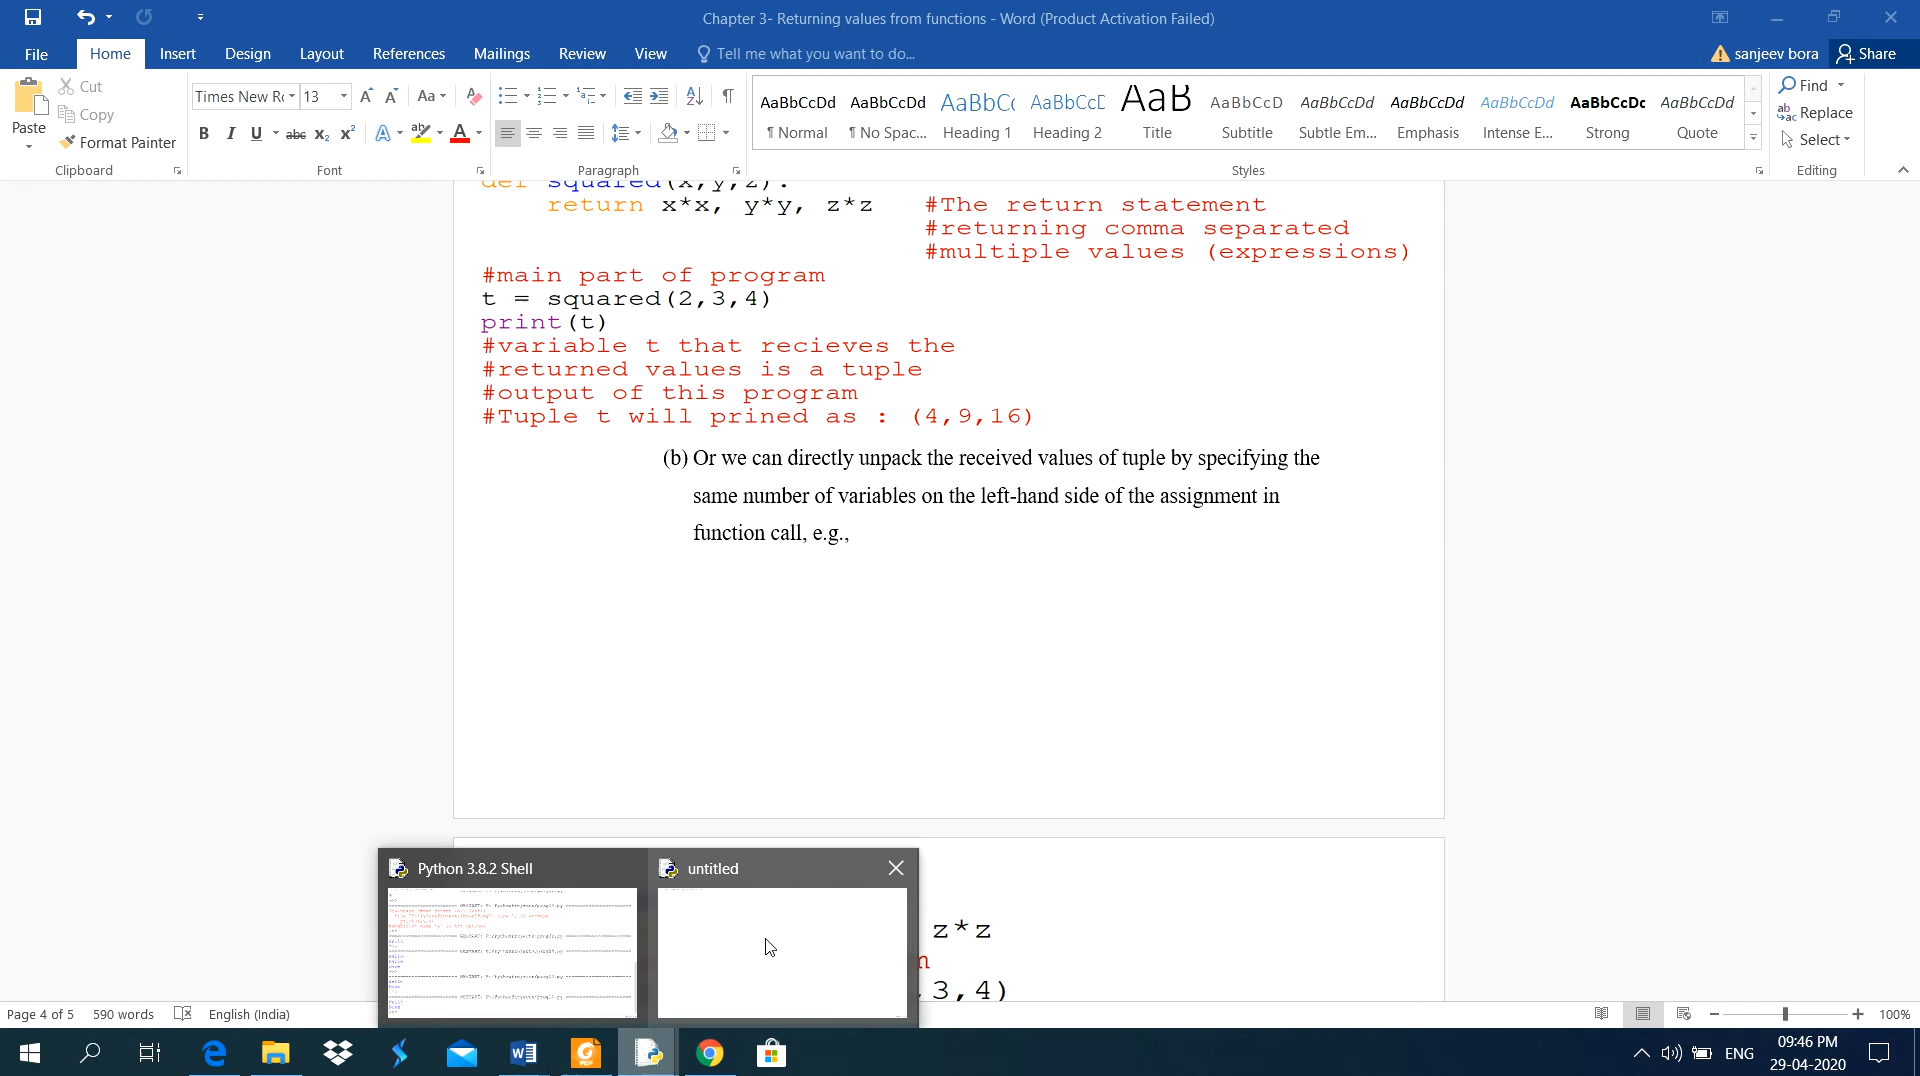 Chapter 3- Returning values from functions - Word (Product Activation Failed)
File Home Insert Design Layout References Mailings Review View Tell me what you want to do...
sanjeev bora Share
Paste
Cut
Copy
Format Painter
Clipboard
Times New Rc 13
Font
Paragraph
AaBbCcDd AaBbCcDd AaBbCc AaBbCcD AaB AaBbCcD AaBbCcDd AaBbCcDd AaBbCcDd AaBbCcDc AaBbCcDd
¶ Normal ¶ No Spac... Heading 1 Heading 2 Title Subtitle Subtle Em... Emphasis Intense E... Strong Quote
Styles
Find
Replace
Select
Editing
def squared(x,y,z):
return x*x, y*y, z*z #The return statement
#returning comma separated
#multiple values (expressions)
#main part of program
t = squared(2,3,4)
print(t)
#variable t that recieves the
#returned values is a tuple
#output of this program
#Tuple t will prined as : (4,9,16)
(b) Or we can directly unpack the received values of tuple by specifying the
same number of variables on the left-hand side of the assignment in
function call, e.g.,
Python 3.8.2 Shell
untitled
z*z
n
,3,4)
Page 4 of 5 590 words English (India)
100%
ENG
09:46 PM
29-04-2020